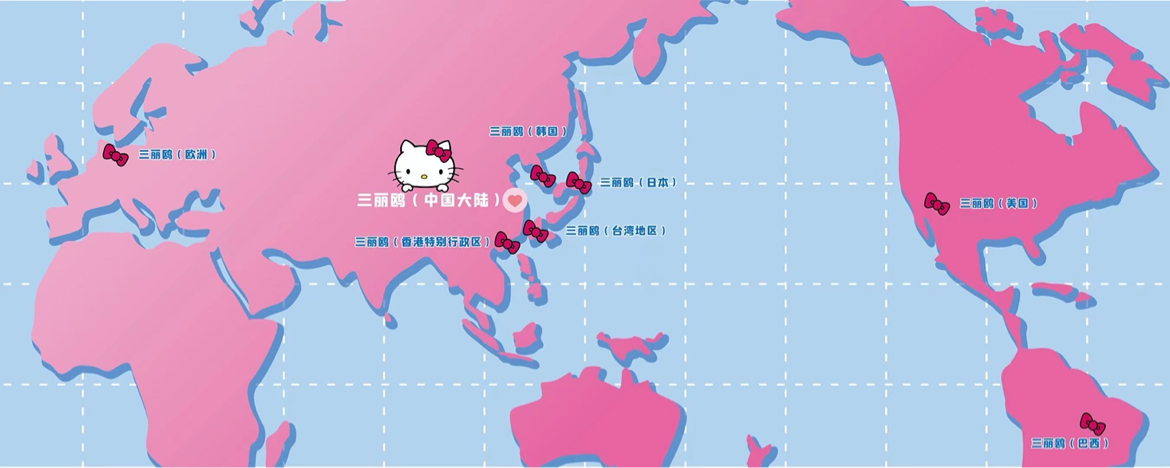 三丽鸥（韩国）
三丽鸥（欧洲）
三丽鸥（日本）
三丽鸥（中国大陆）
三丽鸥（美国）
三丽鸥（台湾地区）
三丽鸥（香港特别行政区）
三丽鸥（巴西）